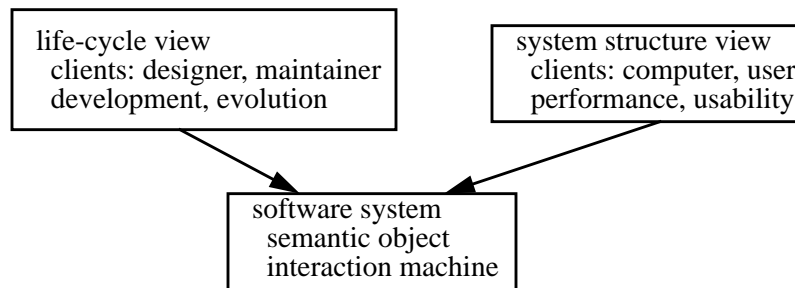 life-cycle view
clients: designer, maintainer
development, evolution
system structure view
clients: computer, user
performance, usability
software system
semantic object
interaction machine